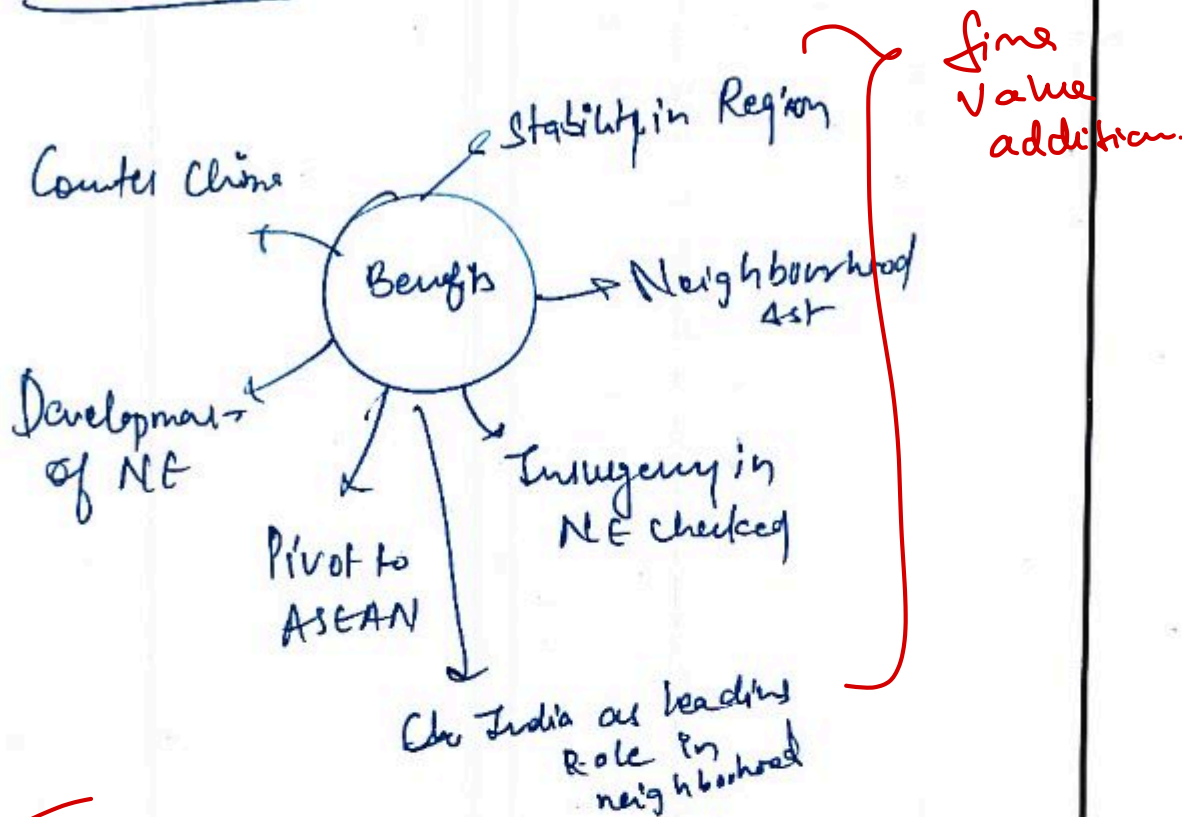 fine
value
addition.
Stability in Region
Counter China
Benefits
Neighbourhood
1st
Development
of NE
Insurgency in
NE checked
Pivot to
ASEAN
India as leading
Role in
neighborhood